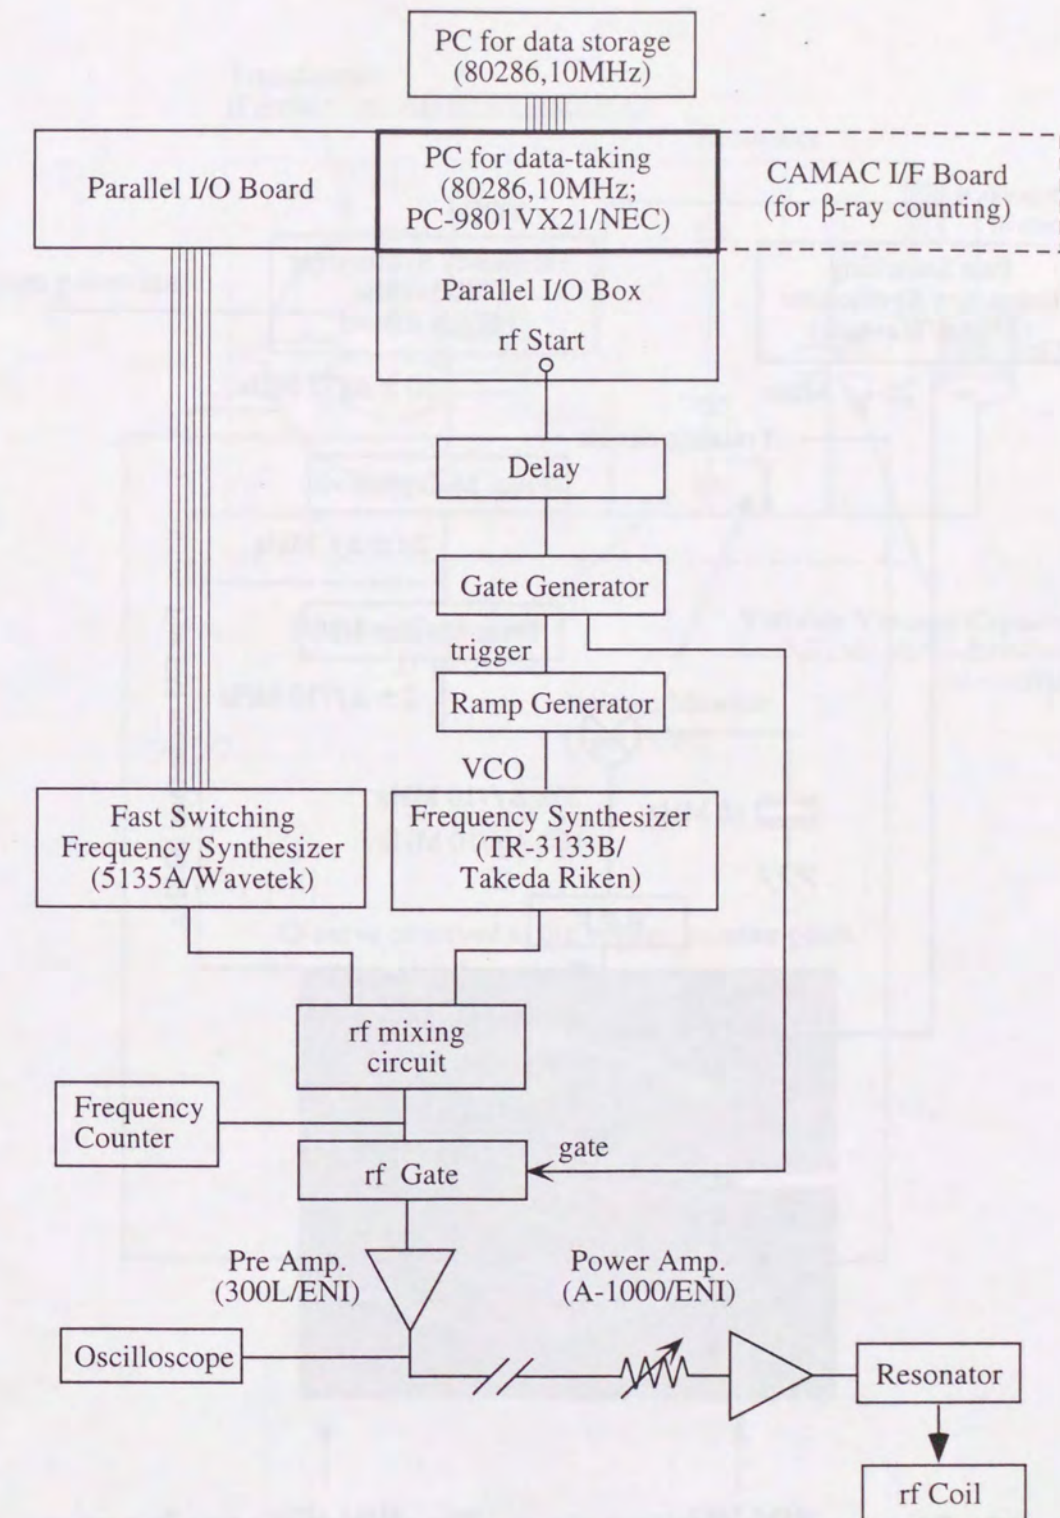 PC for data storage
(80286,10MHz)
Parallel I/O Board
PC for data-taking
(80286,10MHz;
PC-9801VX21/NEC)
CAMAC I/F Board
(for β-ray counting)
Parallel I/O Box
rf Start
Delay
Gate Generator
trigger
Ramp Generator
VCO
Fast Switching
Frequency Synthesizer
(5135A/Wavetek)
Frequency Synthesizer
(TR-3133B/
Takeda Riken)
rf mixing
circuit
Frequency
Counter
gate
rf Gate
Pre Amp.
(300L/ENI)
Power Amp.
(A-1000/ENI)
Oscilloscope
Resonator
rf Coil